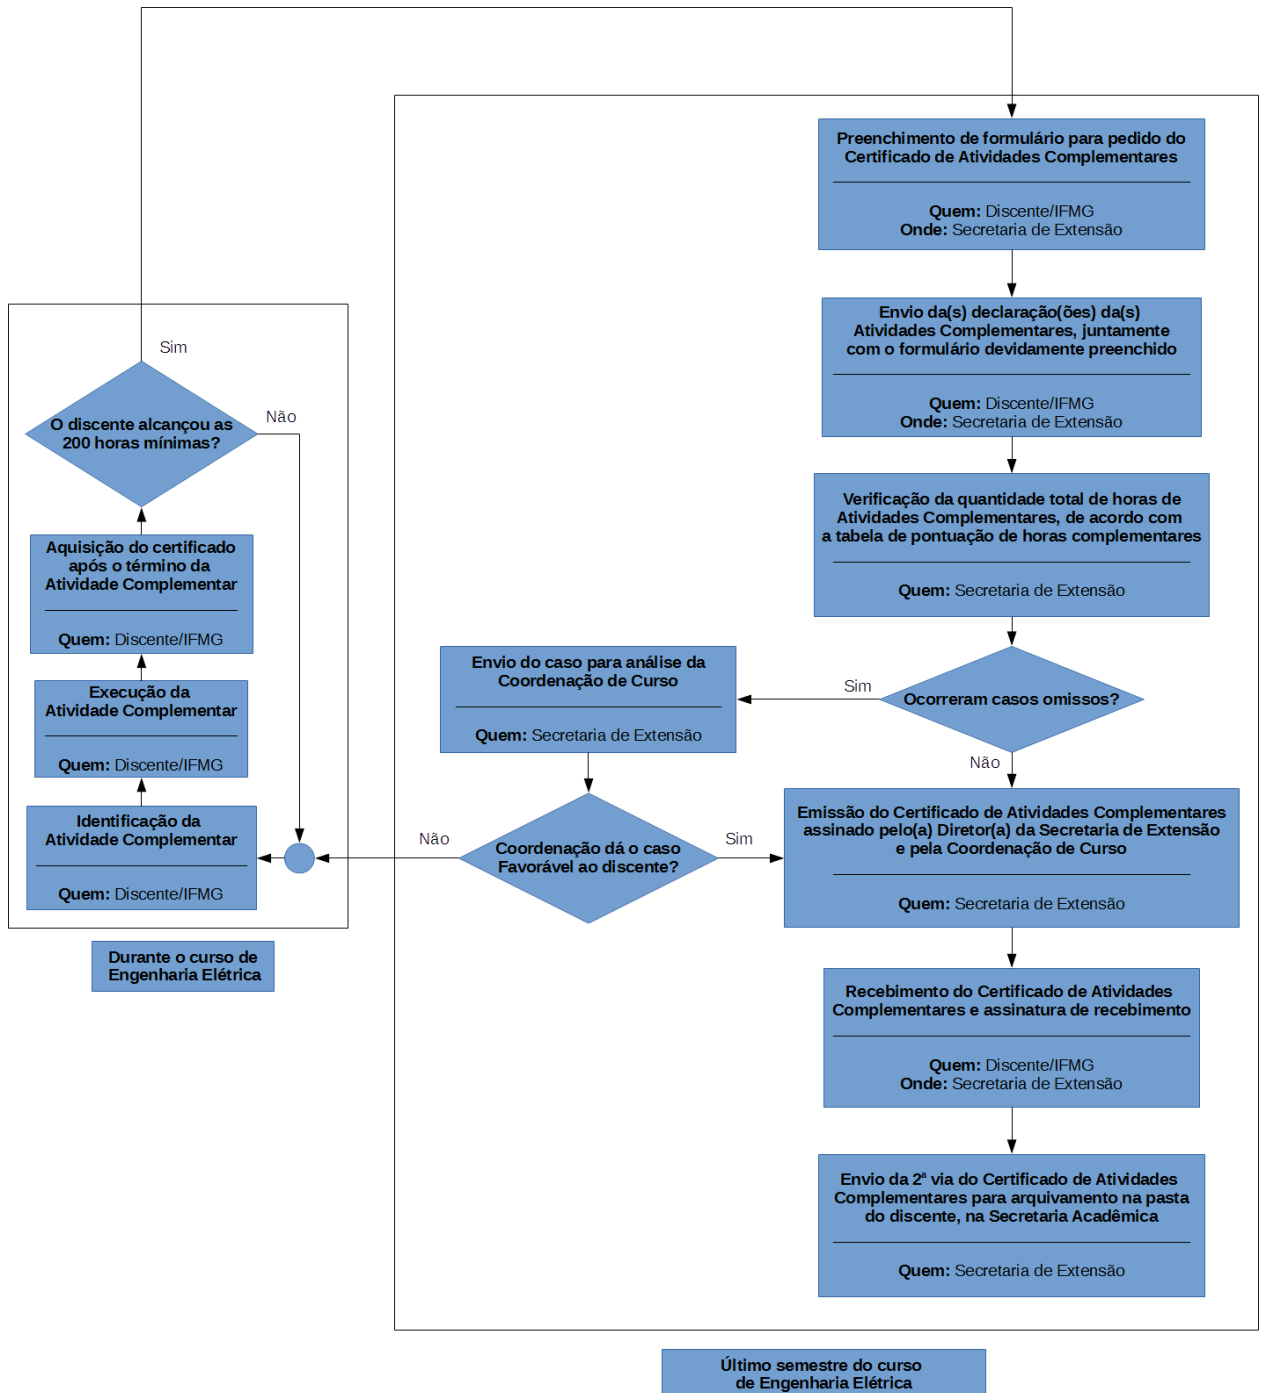 Preenchimento de formulário para pedido do
Certificado de Atividades Complementares
Quem: Discente/IFMG
Onde: Secretaria de Extensão
Envio da(s) declaração(ões) da(s)
Atividades Complementares, juntamente
com o formulário devidamente preenchido
Quem: Discente/IFMG
Onde: Secretaria de Extensão
Verificação da quantidade total de horas de
Atividades Complementares, de acordo com
a tabela de pontuação de horas complementares
Quem: Secretaria de Extensão
Ocorreram casos omissos?
Sim
Não
Envio do caso para análise da
Coordenação de Curso
Quem: Secretaria de Extensão
Coordenação dá o caso
Favorável ao discente?
Não
Sim
Emissão do Certificado de Atividades Complementares
assinado pelo(a) Diretor(a) da Secretaria de Extensão
e pela Coordenação de Curso
Quem: Secretaria de Extensão
Recebimento do Certificado de Atividades
Complementares e assinatura de recebimento
Quem: Discente/IFMG
Onde: Secretaria de Extensão
Envio da 2ª via do Certificado de Atividades
Complementares para arquivamento na pasta
do discente, na Secretaria Acadêmica
Quem: Secretaria de Extensão
Último semestre do curso
de Engenharia Elétrica
Sim
O discente alcançou as
200 horas mínimas?
Não
Aquisição do certificado
após o término da
Atividade Complementar
Quem: Discente/IFMG
Execução da
Atividade Complementar
Quem: Discente/IFMG
Identificação da
Atividade Complementar
Quem: Discente/IFMG
Durante o curso de
Engenharia Elétrica